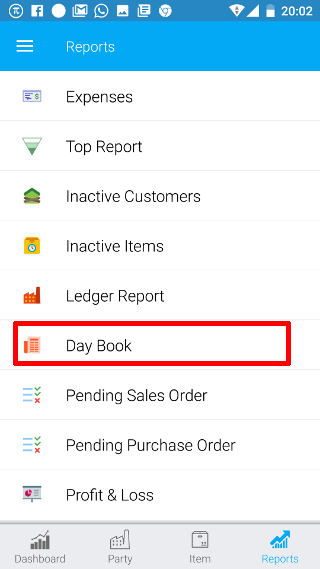 20:02
Reports
Expenses
Top Report
Inactive Customers
Inactive Items
Ledger Report
Day Book
Pending Sales Order
Pending Purchase Order
Profit & Loss
Dashboard
Party
Item
Reports